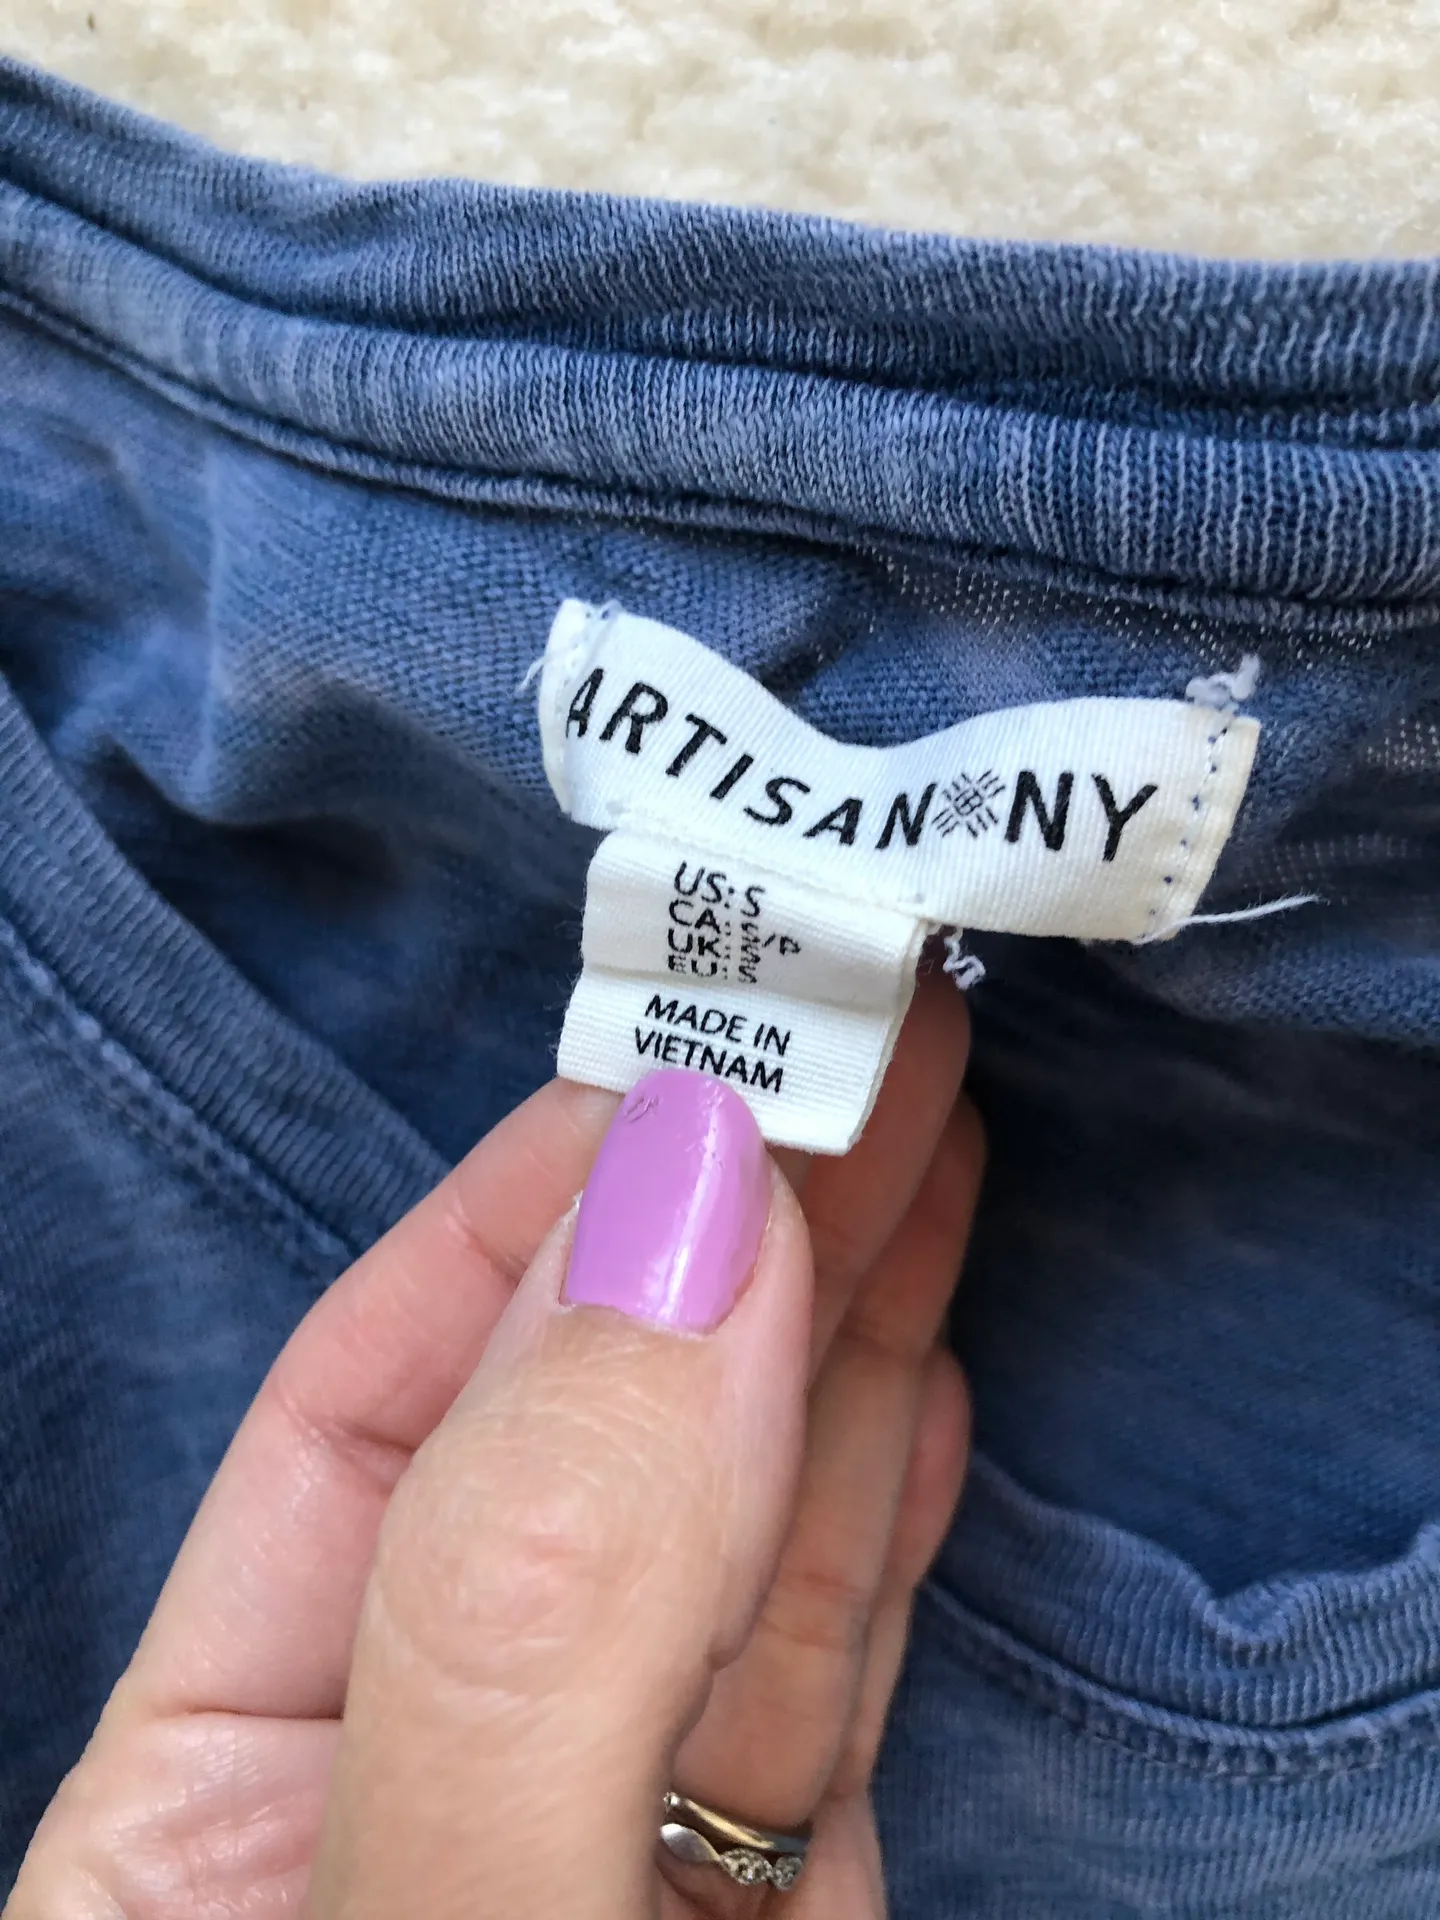 ARTISAN NY
US: S
CA: S/P
UK: S
EU: S
MADE IN
VIETNAM